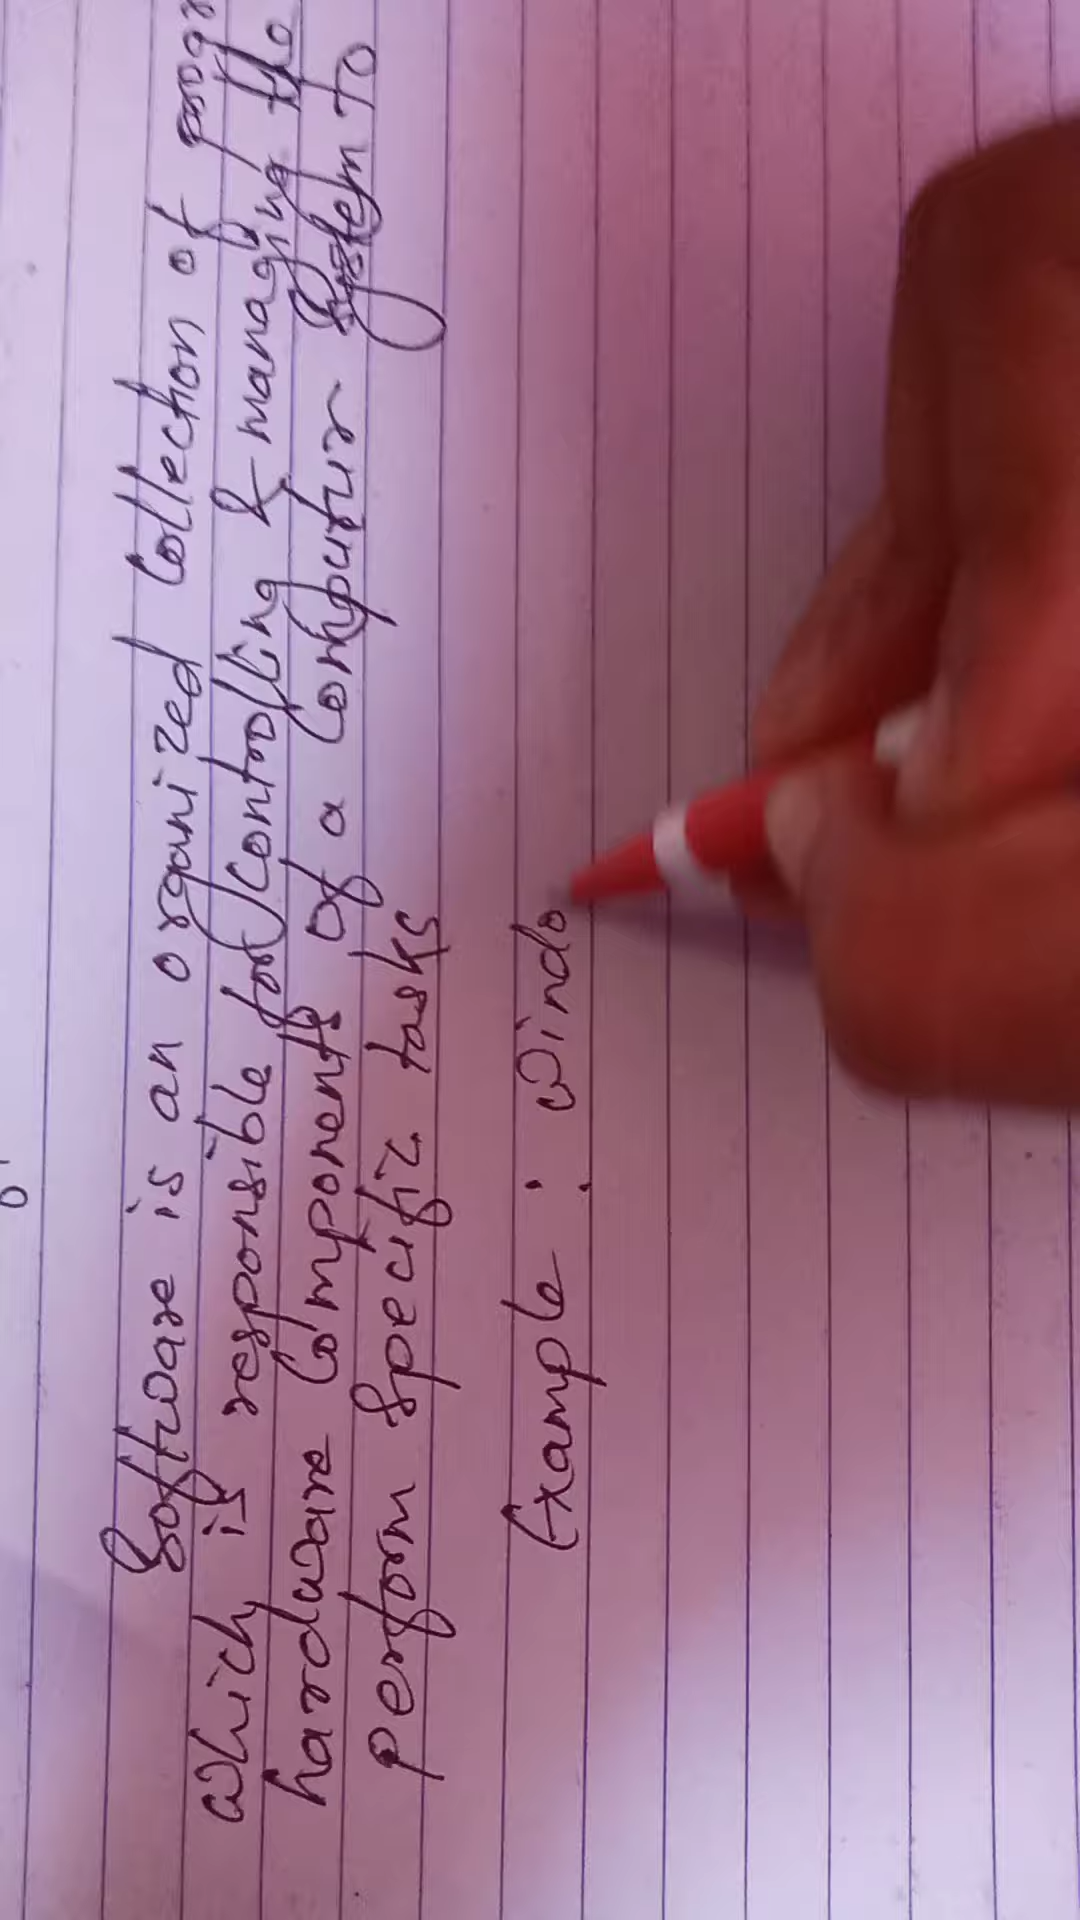 Software is an organized Collection of progr
which is responsible for Controlling & managing the
hardware Components of a Computer System to
perform Specific tasks
Example : Windo